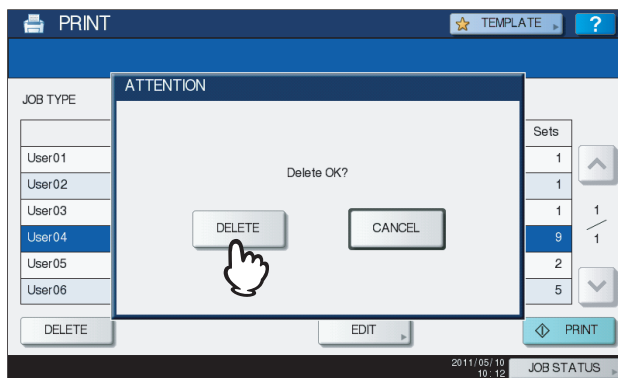 PRINT
TEMPLATE
?
ATTENTION
JOB TYPE
Sets
User01 1
Delete OK?
User02 1
User03 1
1
DELETE CANCEL
User04 9
1
User05 2
User06 5
DELETE EDIT PRINT
2011/05/10
10:12
JOB STATUS